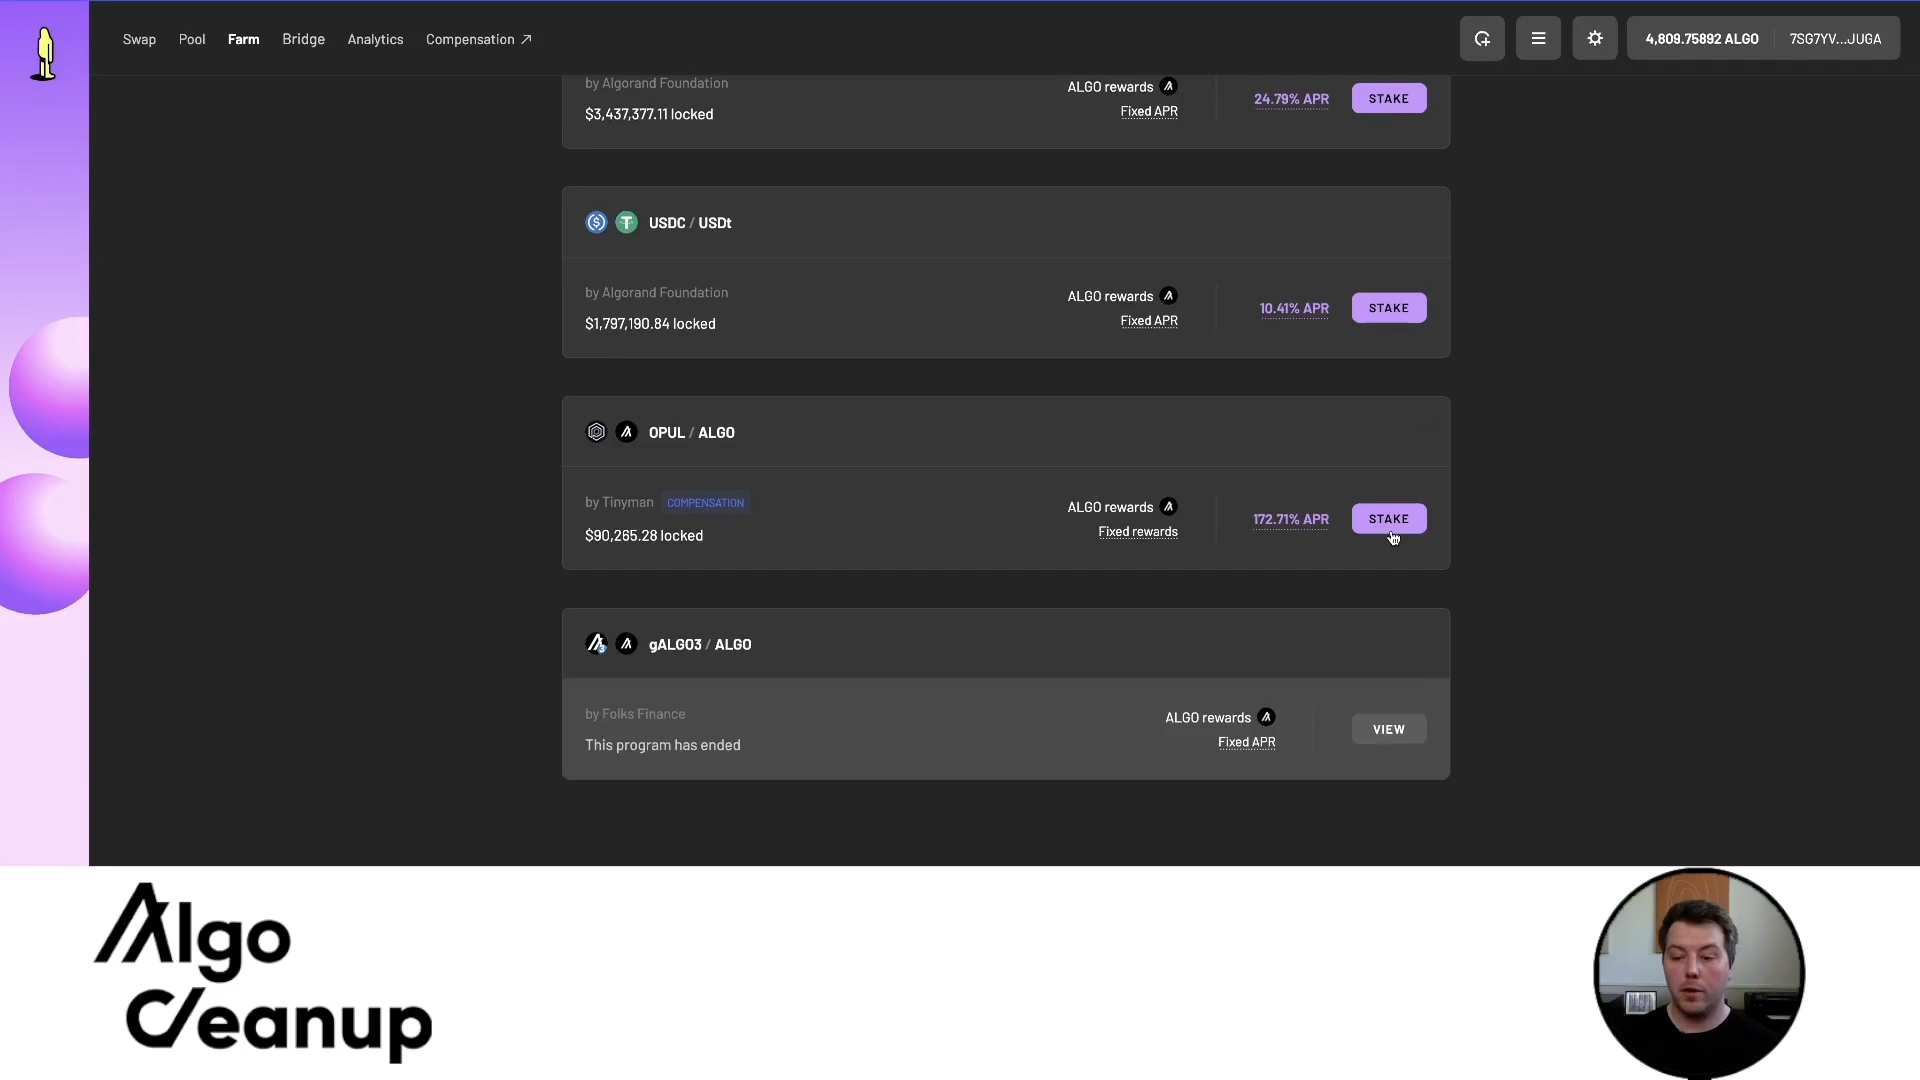 Swap Pool Farm Bridge Analytics Compensation ↗ 4,809.75892 ALGO 7SG7YV...JUGA
by Algorand Foundation
$3,437,377.11 locked
ALGO rewards
Fixed APR
24.79% APR
STAKE
USDC / USDt
by Algorand Foundation
$1,797,190.84 locked
ALGO rewards
Fixed APR
10.41% APR
STAKE
OPUL / ALGO
by Tinyman COMPENSATION
$90,265.28 locked
ALGO rewards
Fixed rewards
172.71% APR
STAKE
gALGO3 / ALGO
by Folks Finance
This program has ended
ALGO rewards
Fixed APR
VIEW
Algo
Cleanup